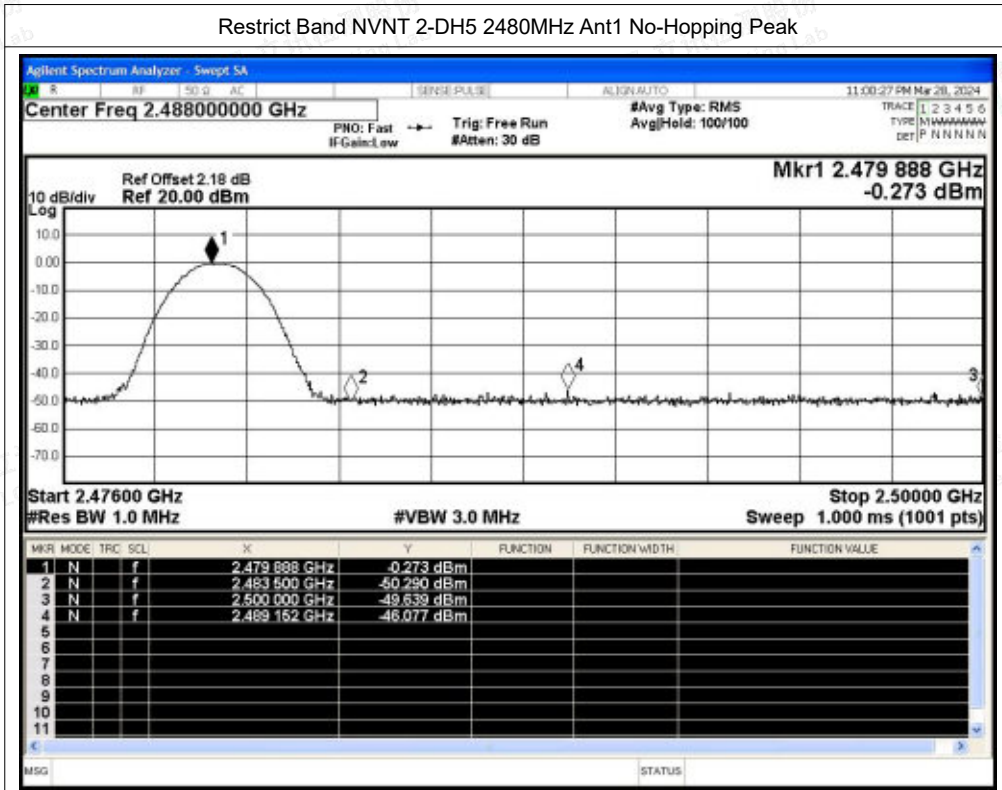 Restrict Band NVNT 2-DH5 2480MHz Ant1 No-Hopping Peak
Agilent Spectrum Analyzer - Swept SA
R RF 50 Ω AC SENSE:PULSE ALIGN AUTO 11:00:27 PM Mar 28, 2024
Center Freq 2.488000000 GHz
PNO: Fast
IFGain:Low
Trig: Free Run
#Atten: 30 dB
#Avg Type: RMS
Avg|Hold: 100/100
TRACE 1 2 3 4 5 6
TYPE M
DET P N N N N N
Mkr1 2.479 888 GHz
-0.273 dBm
Ref Offset 2.18 dB
10 dB/div Ref 20.00 dBm
Log
10.0
0.00
-10.0
-20.0
-30.0
-40.0
-50.0
-60.0
-70.0
1
2
4
3
Start 2.47600 GHz Stop 2.50000 GHz
#Res BW 1.0 MHz #VBW 3.0 MHz Sweep 1.000 ms (1001 pts)
MKR MODE TRC SCL X Y FUNCTION FUNCTION WIDTH FUNCTION VALUE
1 N f 2.479 888 GHz -0.273 dBm
2 N f 2.483 500 GHz -50.290 dBm
3 N f 2.500 000 GHz -49.639 dBm
4 N f 2.489 152 GHz -46.077 dBm
5
6
7
8
9
10
11
MSG STATUS